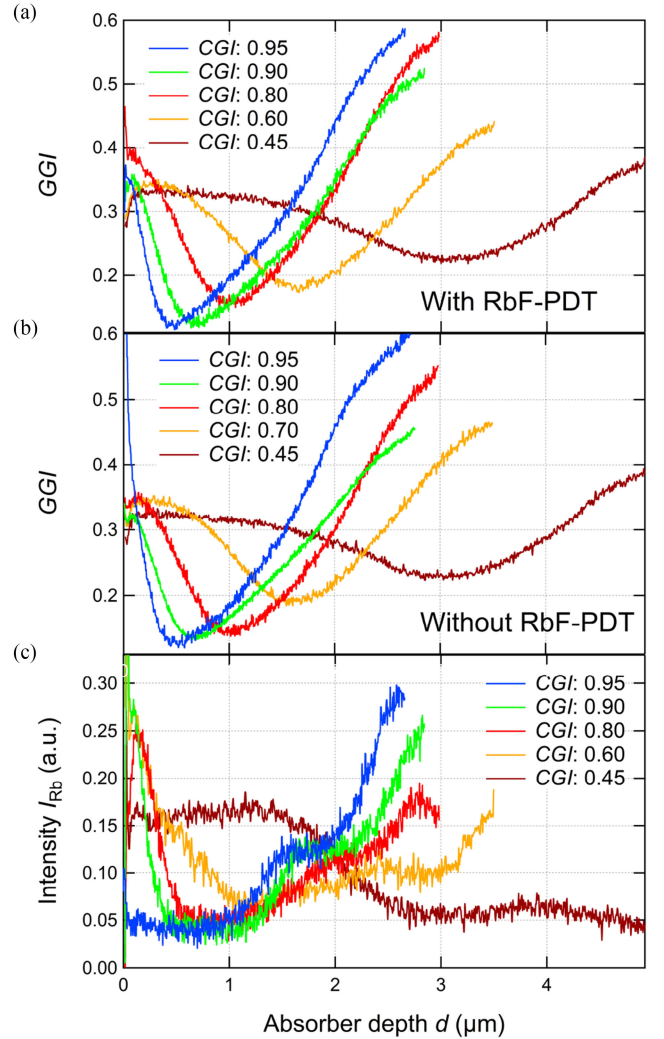 (a)
0.6
0.5
0.4
0.3
0.2
GGI
CGI: 0.95
CGI: 0.90
CGI: 0.80
CGI: 0.60
CGI: 0.45
With RbF-PDT
(b)
0.6
0.5
0.4
0.3
0.2
GGI
CGI: 0.95
CGI: 0.90
CGI: 0.80
CGI: 0.70
CGI: 0.45
Without RbF-PDT
(c)
0.30
0.25
0.20
0.15
0.10
0.05
0.00
Intensity I_Rb (a.u.)
CGI: 0.95
CGI: 0.90
CGI: 0.80
CGI: 0.60
CGI: 0.45
0 1 2 3 4
Absorber depth d (µm)